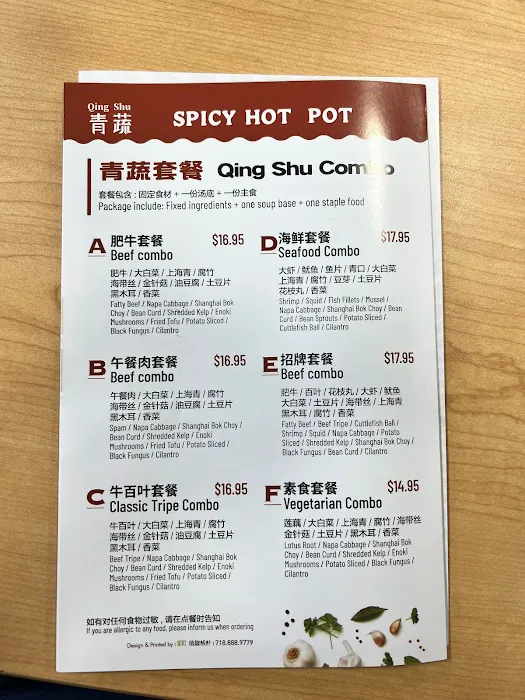 Qing Shu
青蔬
SPICY HOT POT
青蔬套餐 Qing Shu Combo
套餐包含：固定食材 + 一份汤底 + 一份主食
Package include: Fixed ingredients + one soup base + one staple food
A 肥牛套餐 $16.95
Beef combo
肥牛 / 大白菜 / 上海青 / 腐竹
海带丝 / 金针菇 / 油豆腐 / 土豆片
黑木耳 / 香菜
Fatty Beef / Napa Cabbage / Shanghai Bok
Choy / Bean Curd / Shredded Kelp / Enoki
Mushrooms / Fried Tofu / Potato Sliced /
Black Fungus / Cilantro
B 午餐肉套餐 $16.95
Beef combo
午餐肉 / 大白菜 / 上海青 / 腐竹
海带丝 / 金针菇 / 油豆腐 / 土豆片
黑木耳 / 香菜
Spam / Napa Cabbage / Shanghai Bok Choy /
Bean Curd / Shredded Kelp / Enoki
Mushrooms / Fried Tofu / Potato Sliced /
Black Fungus / Cilantro
C 牛百叶套餐 $16.95
Classic Tripe Combo
牛百叶 / 大白菜 / 上海青 / 腐竹
海带丝 / 金针菇 / 油豆腐 / 土豆片
黑木耳 / 香菜
Beef Tripe / Napa Cabbage / Shanghai Bok
Choy / Bean Curd / Shredded Kelp / Enoki
Mushrooms / Fried Tofu / Potato Sliced /
Black Fungus / Cilantro
D 海鲜套餐 $17.95
Seafood Combo
大虾 / 鱿鱼 / 鱼片 / 青口 / 大白菜
上海青 / 腐竹 / 豆芽 / 土豆片
花枝丸 / 香菜
Shrimp / Squid / Fish Fillets / Mussel /
Napa Cabbage / Shanghai Bok Choy / Bean
Curd / Bean Sprouts / Potato Sliced /
Cuttlefish Ball / Cilantro
E 招牌套餐 $17.95
Beef combo
肥牛 / 百叶 / 花枝丸 / 大虾 / 鱿鱼
大白菜 / 土豆片 / 海带丝 / 上海青
黑木耳 / 腐竹 / 香菜
Fatty Beef / Beef Tripe / Cuttlefish Ball /
Shrimp / Squid / Napa Cabbage / Potato
Sliced / Shredded Kelp / Shanghai Bok Choy /
Black Fungus / Bean Curd / Cilantro
F 素食套餐 $14.95
Vegetarian Combo
莲藕 / 大白菜 / 上海青 / 腐竹 / 海带丝
金针菇 / 土豆片 / 黑木耳 / 香菜
Lotus Root / Napa Cabbage / Shanghai Bok
Choy / Bean Curd / Shredded Kelp / Enoki
Mushrooms / Potato Sliced / Black Fungus /
Cilantro
如有对任何食物过敏，请在点餐时告知
If you are allergic to any food, please inform us when ordering
Design & Printed by : 718.888.9779